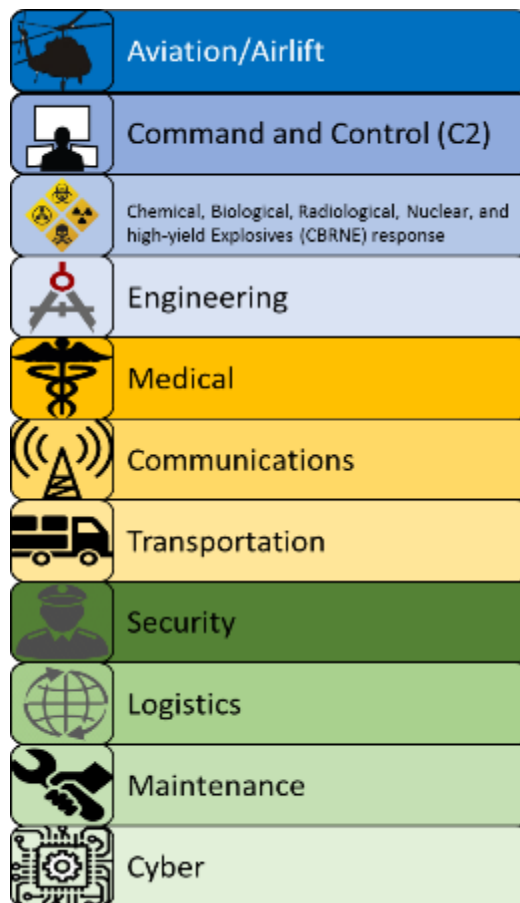 Aviation/Airlift
Command and Control (C2)
Chemical, Biological, Radiological, Nuclear, and
high-yield Explosives (CBRNE) response
Engineering
Medical
Communications
Transportation
Security
Logistics
Maintenance
Cyber